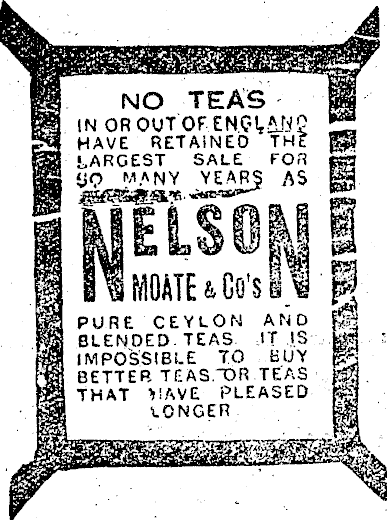 NO TEAS
IN OR OUT OF ENGLAND
HAVE RETAINED THE
LARGEST SALE FOR
SO MANY YEARS AS
NELSON
MOATE & Co's
PURE CEYLON AND
BLENDED TEAS. IT IS
IMPOSSIBLE TO BUY
BETTER TEAS. OR TEAS
THAT HAVE PLEASED
LONGER